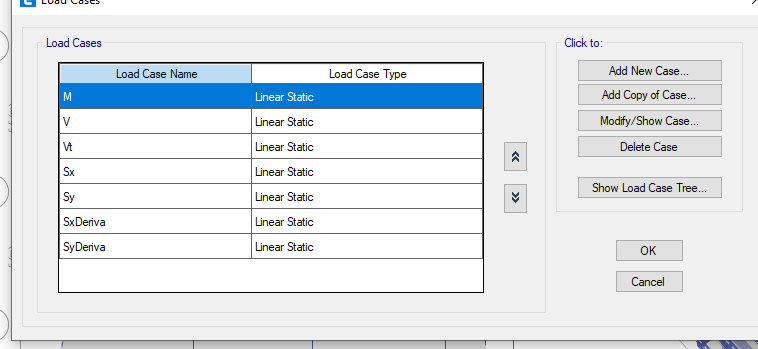 Load Cases
Load Cases
Click to:
Load Case Name Load Case Type
M Linear Static
V Linear Static
Vt Linear Static
Sx Linear Static
Sy Linear Static
SxDeriva Linear Static
SyDeriva Linear Static
Add New Case...
Add Copy of Case...
Modify/Show Case...
Delete Case
Show Load Case Tree...
OK
Cancel